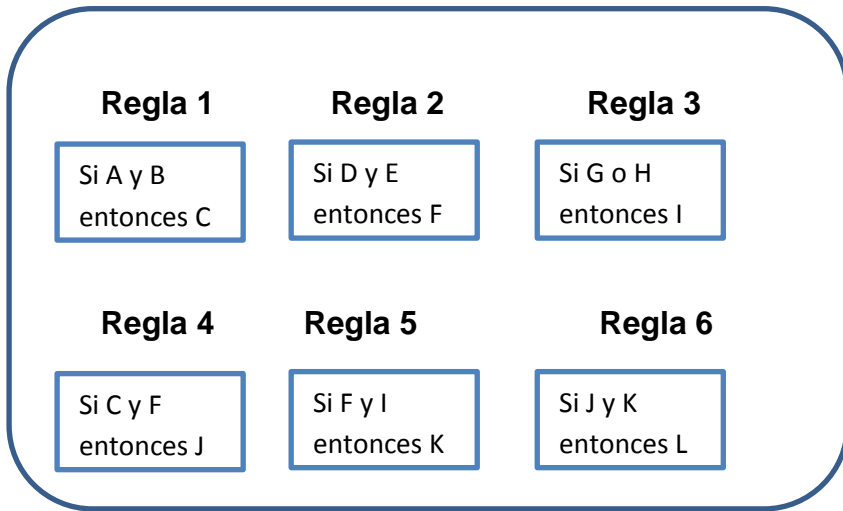 Regla 1
Si A y B
entonces C
Regla 2
Si D y E
entonces F
Regla 3
Si G o H
entonces I
Regla 4
Si C y F
entonces J
Regla 5
Si F y I
entonces K
Regla 6
Si J y K
entonces L